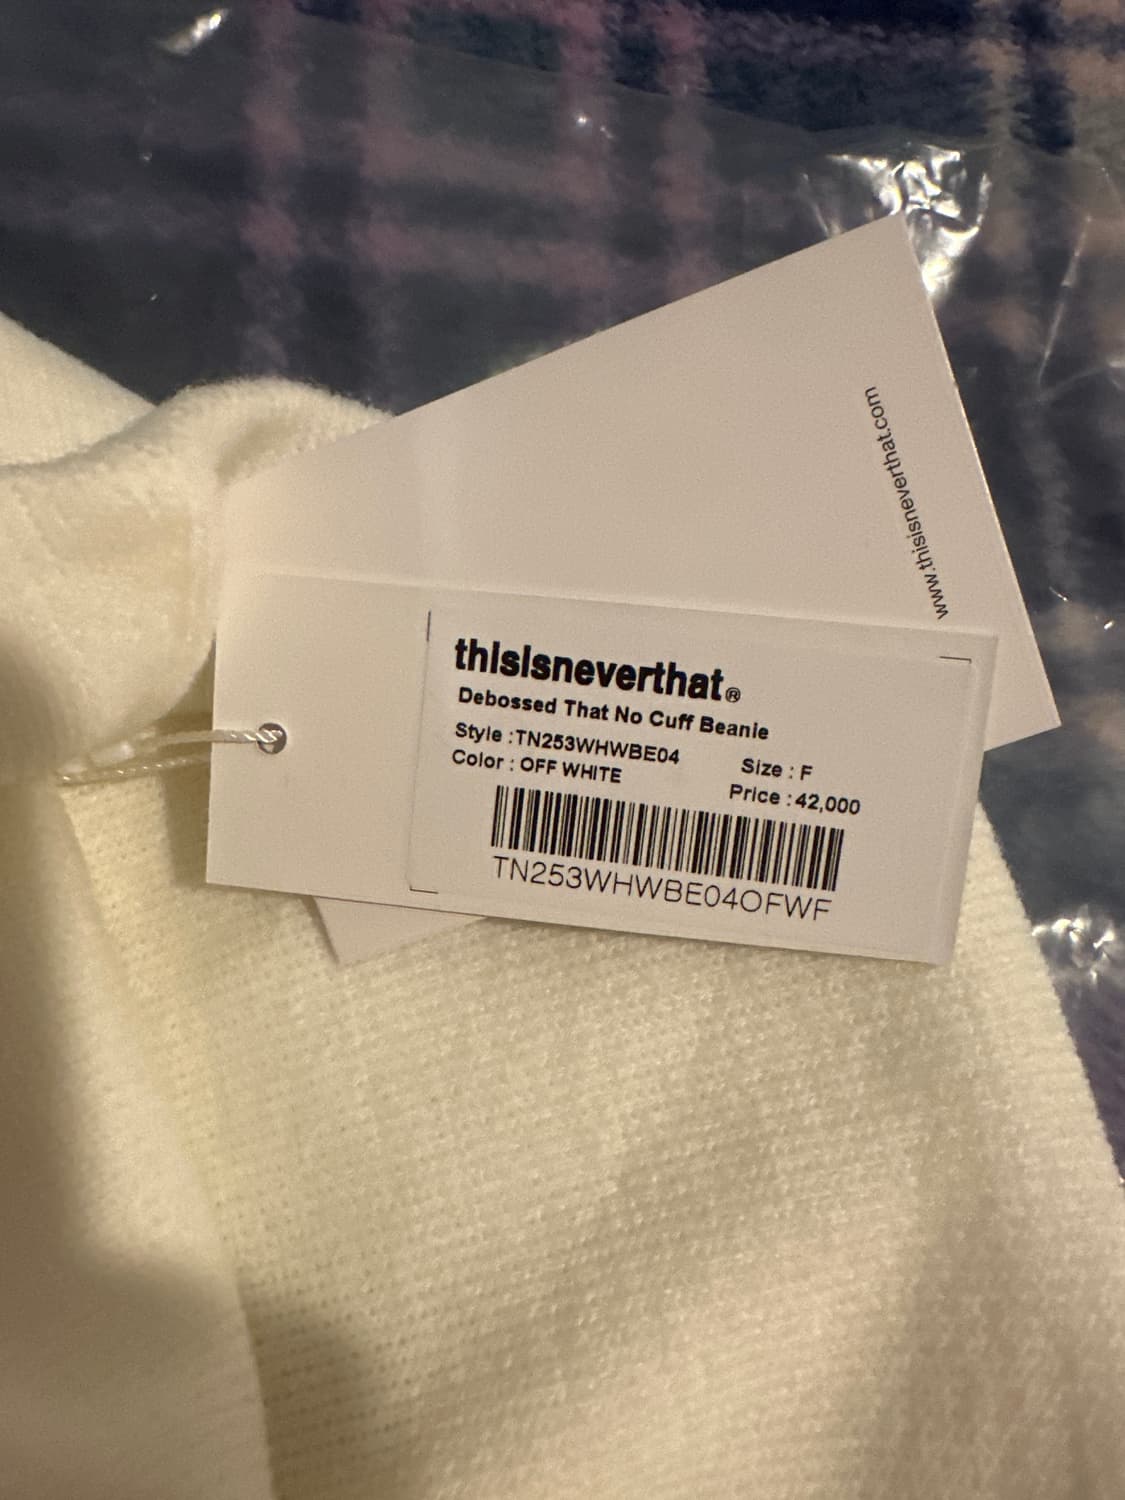 www.thisisneverthat.com
thisisneverthat®
Debossed That No Cuff Beanie
Style :TN253WHWBE04
Size : F
Color : OFF WHITE
Price :42,000
TN253WHWBE04OFWF